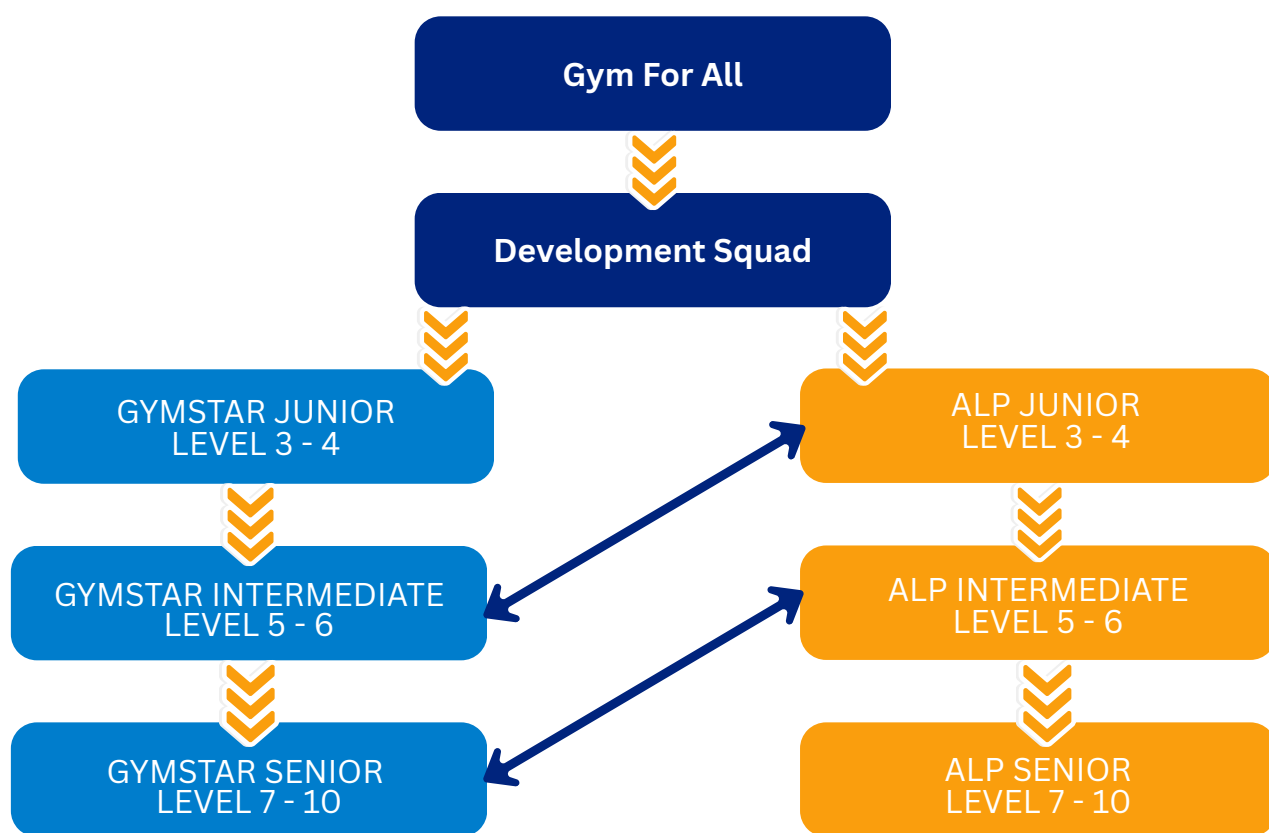 Gym For All
Development Squad
GYMSTAR JUNIOR
LEVEL 3 - 4
ALP JUNIOR
LEVEL 3 - 4
GYMSTAR INTERMEDIATE
LEVEL 5 - 6
ALP INTERMEDIATE
LEVEL 5 - 6
GYMSTAR SENIOR
LEVEL 7 - 10
ALP SENIOR
LEVEL 7 - 10